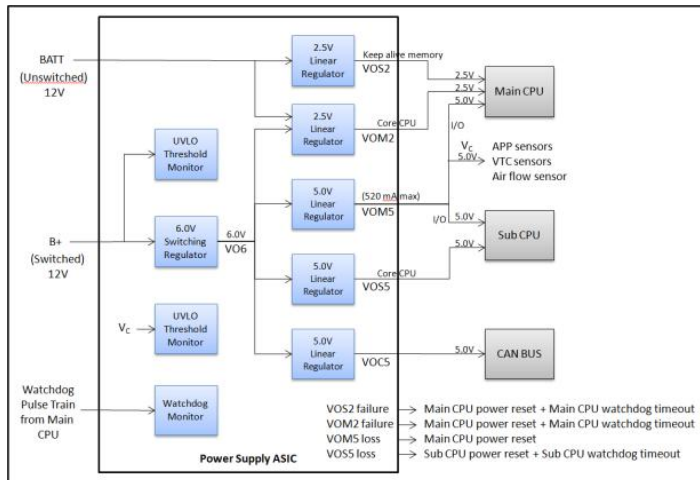 BATT
(Unswitched)
12V
2.5V
Linear
Regulator
Keep alive memory
VOS2
2.5V
2.5V
5.0V
Main CPU
2.5V
Linear
Regulator
Core CPU
VOM2
I/O
UVLO
Threshold
Monitor
VC
5.0V
APP sensors
VTC sensors
Air flow sensor
5.0V
Linear
Regulator
(520 mA max)
VOM5
I/O
5.0V
5.0V
Sub CPU
B+
(Switched)
12V
6.0V
Switching
Regulator
6.0V
VO6
5.0V
Linear
Regulator
Core CPU
VOS5
VC
UVLO
Threshold
Monitor
5.0V
Linear
Regulator
VOC5
5.0V
CAN BUS
Watchdog
Pulse Train
from Main
CPU
Watchdog
Monitor
Power Supply ASIC
VOS2 failure Main CPU power reset + Main CPU watchdog timeout
VOM2 failure Main CPU power reset + Main CPU watchdog timeout
VOM5 loss Main CPU power reset
VOS5 loss Sub CPU power reset + Sub CPU watchdog timeout